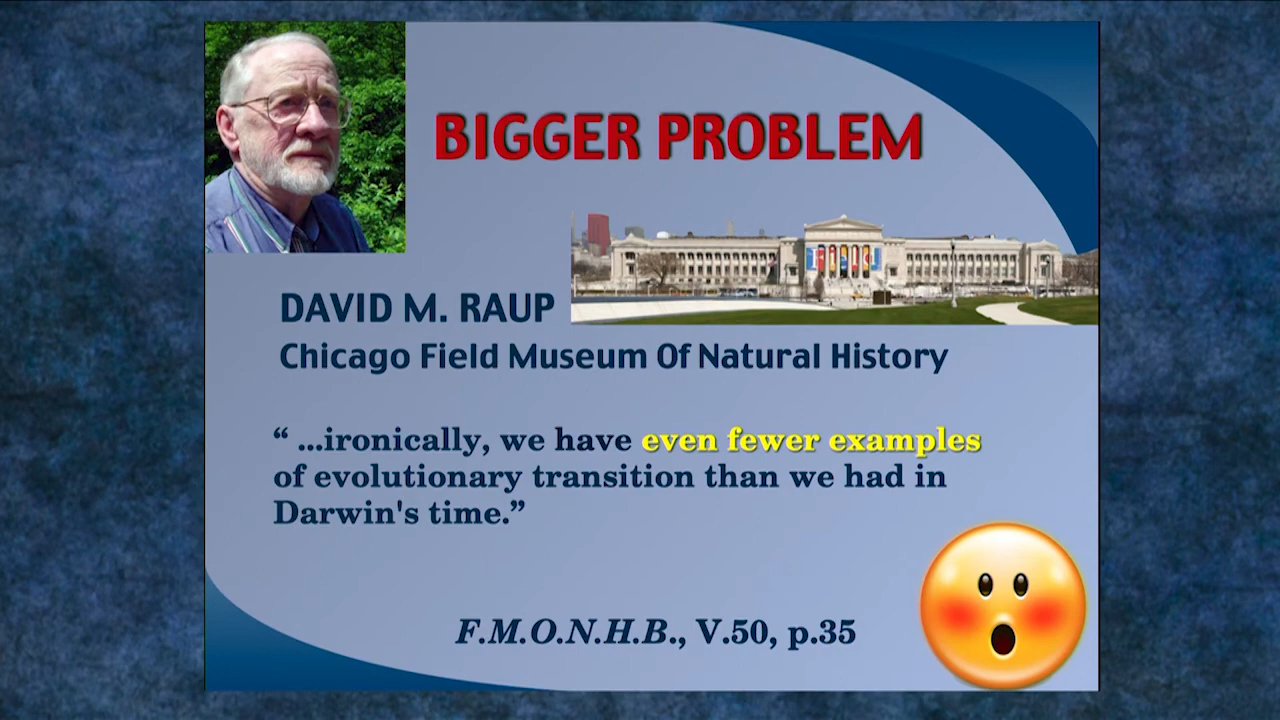 BIGGER PROBLEM
FIELD
DAVID M. RAUP
Chicago Field Museum Of Natural History
“ ...ironically, we have even fewer examples
of evolutionary transition than we had in
Darwin's time.”
F.M.O.N.H.B., V.50, p.35